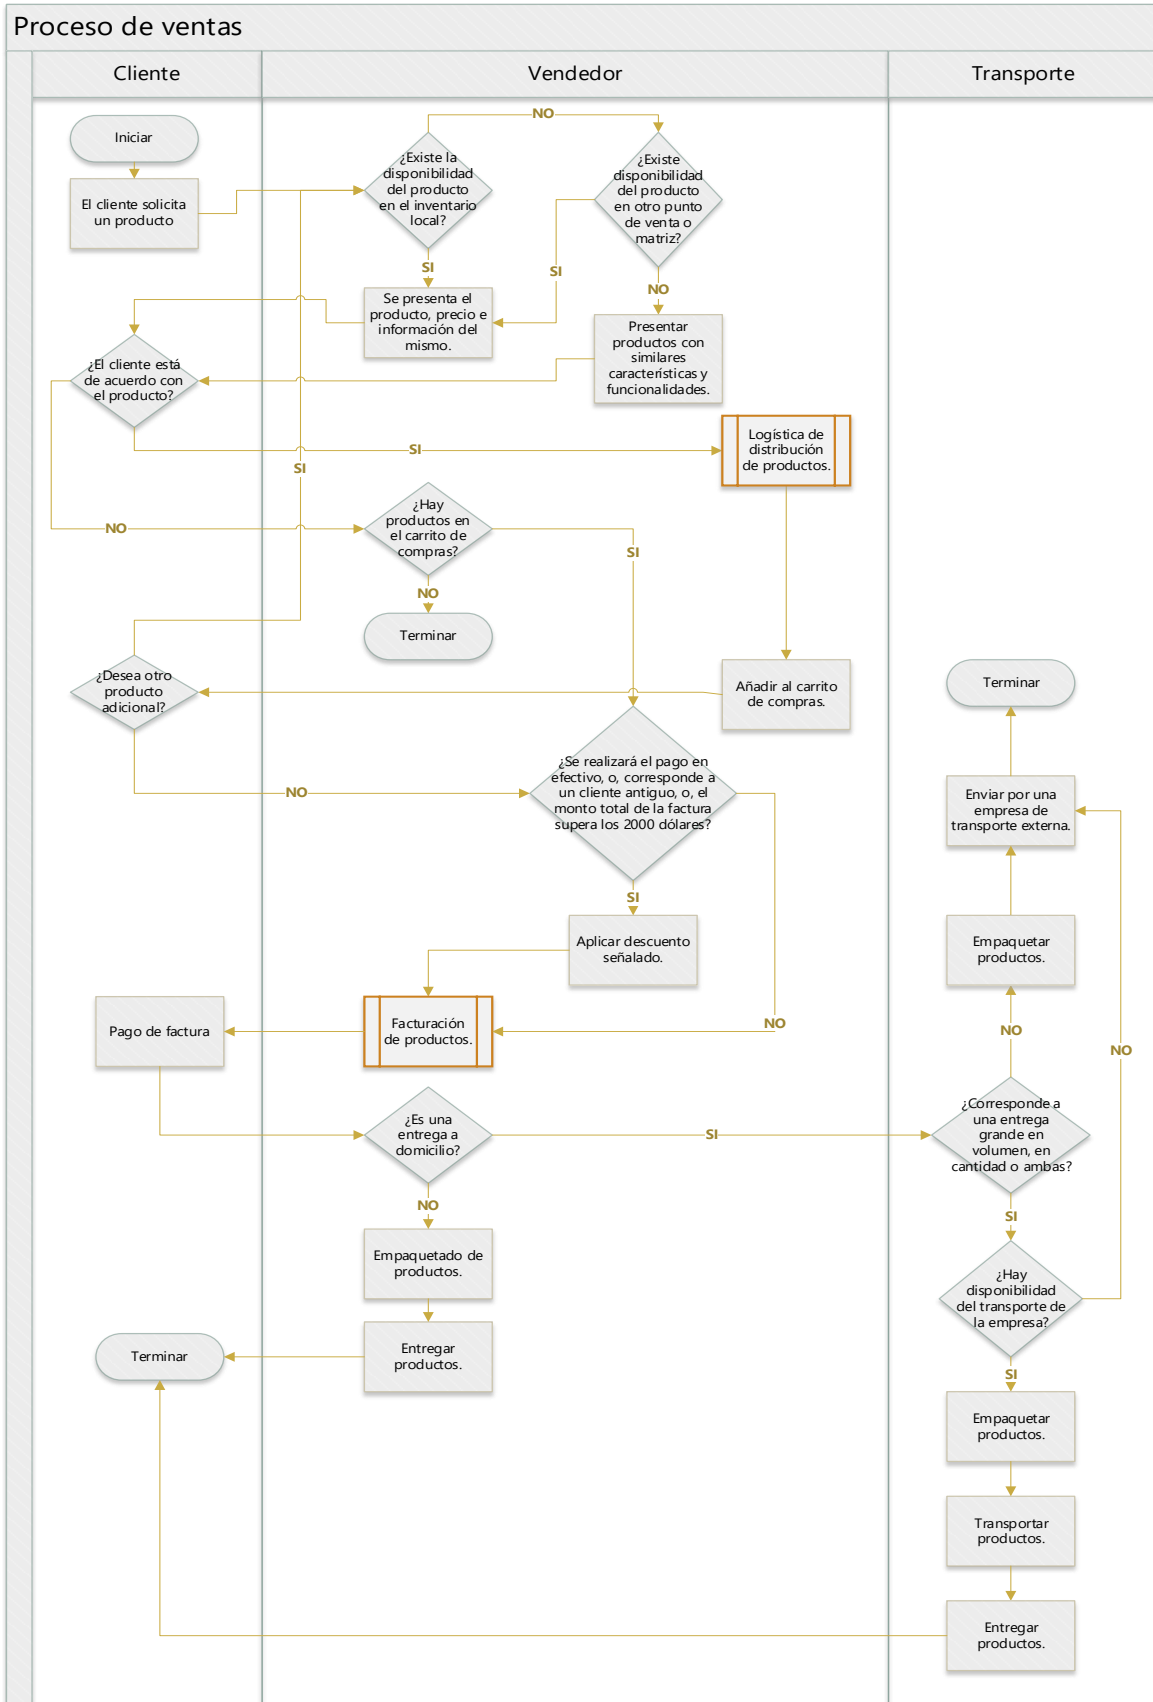 Proceso de ventas
Cliente
Vendedor
Transporte
Iniciar
El cliente solicita
un producto
¿Existe la
disponibilidad
del producto
en el inventario
local?
NO
¿Existe
disponibilidad
del producto
en otro punto
de venta o
matriz?
SI
SI
NO
Se presenta el
producto, precio e
información del
mismo.
Presentar
productos con
similares
características y
funcionalidades.
¿El cliente está
de acuerdo con
el producto?
SI
Logística de
distribución
de productos.
SI
NO
¿Hay
productos en
el carrito de
compras?
SI
NO
Terminar
¿Desea otro
producto
adicional?
Añadir al carrito
de compras.
Terminar
NO
¿Se realizará el pago en
efectivo, o, corresponde a
un cliente antiguo, o, el
monto total de la factura
supera los 2000 dólares?
Enviar por una
empresa de
transporte externa.
SI
Aplicar descuento
señalado.
Empaquetar
productos.
Pago de factura
Facturación
de productos.
NO
NO
NO
¿Es una
entrega a
domicilio?
SI
¿Corresponde a
una entrega
grande en
volumen, en
cantidad o ambas?
NO
SI
Empaquetado de
productos.
¿Hay
disponibilidad
del transporte de
la empresa?
Terminar
Entregar
productos.
SI
Empaquetar
productos.
Transportar
productos.
Entregar
productos.